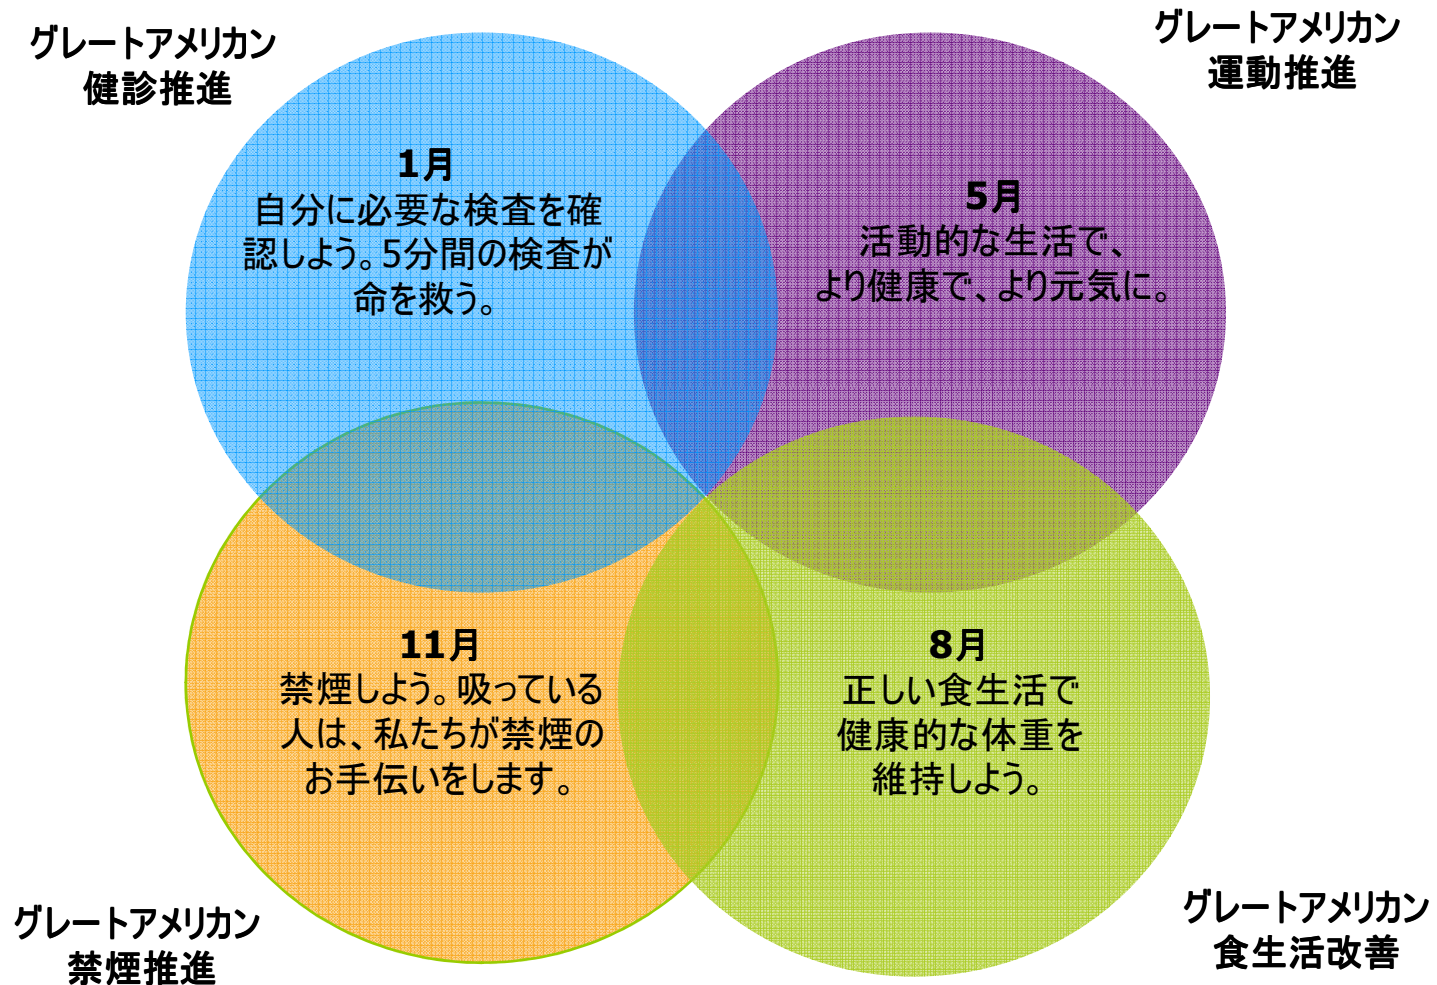 グレートアメリカン
健診推進
グレートアメリカン
運動推進
1月
自分に必要な検査を確
認しよう。5分間の検査が
命を救う。
5月
活動的な生活で、
より健康で、より元気に。
11月
禁煙しよう。吸っている
人は、私たちが禁煙の
お手伝いをします。
8月
正しい食生活で
健康的な体重を
維持しよう。
グレートアメリカン
禁煙推進
グレートアメリカン
食生活改善